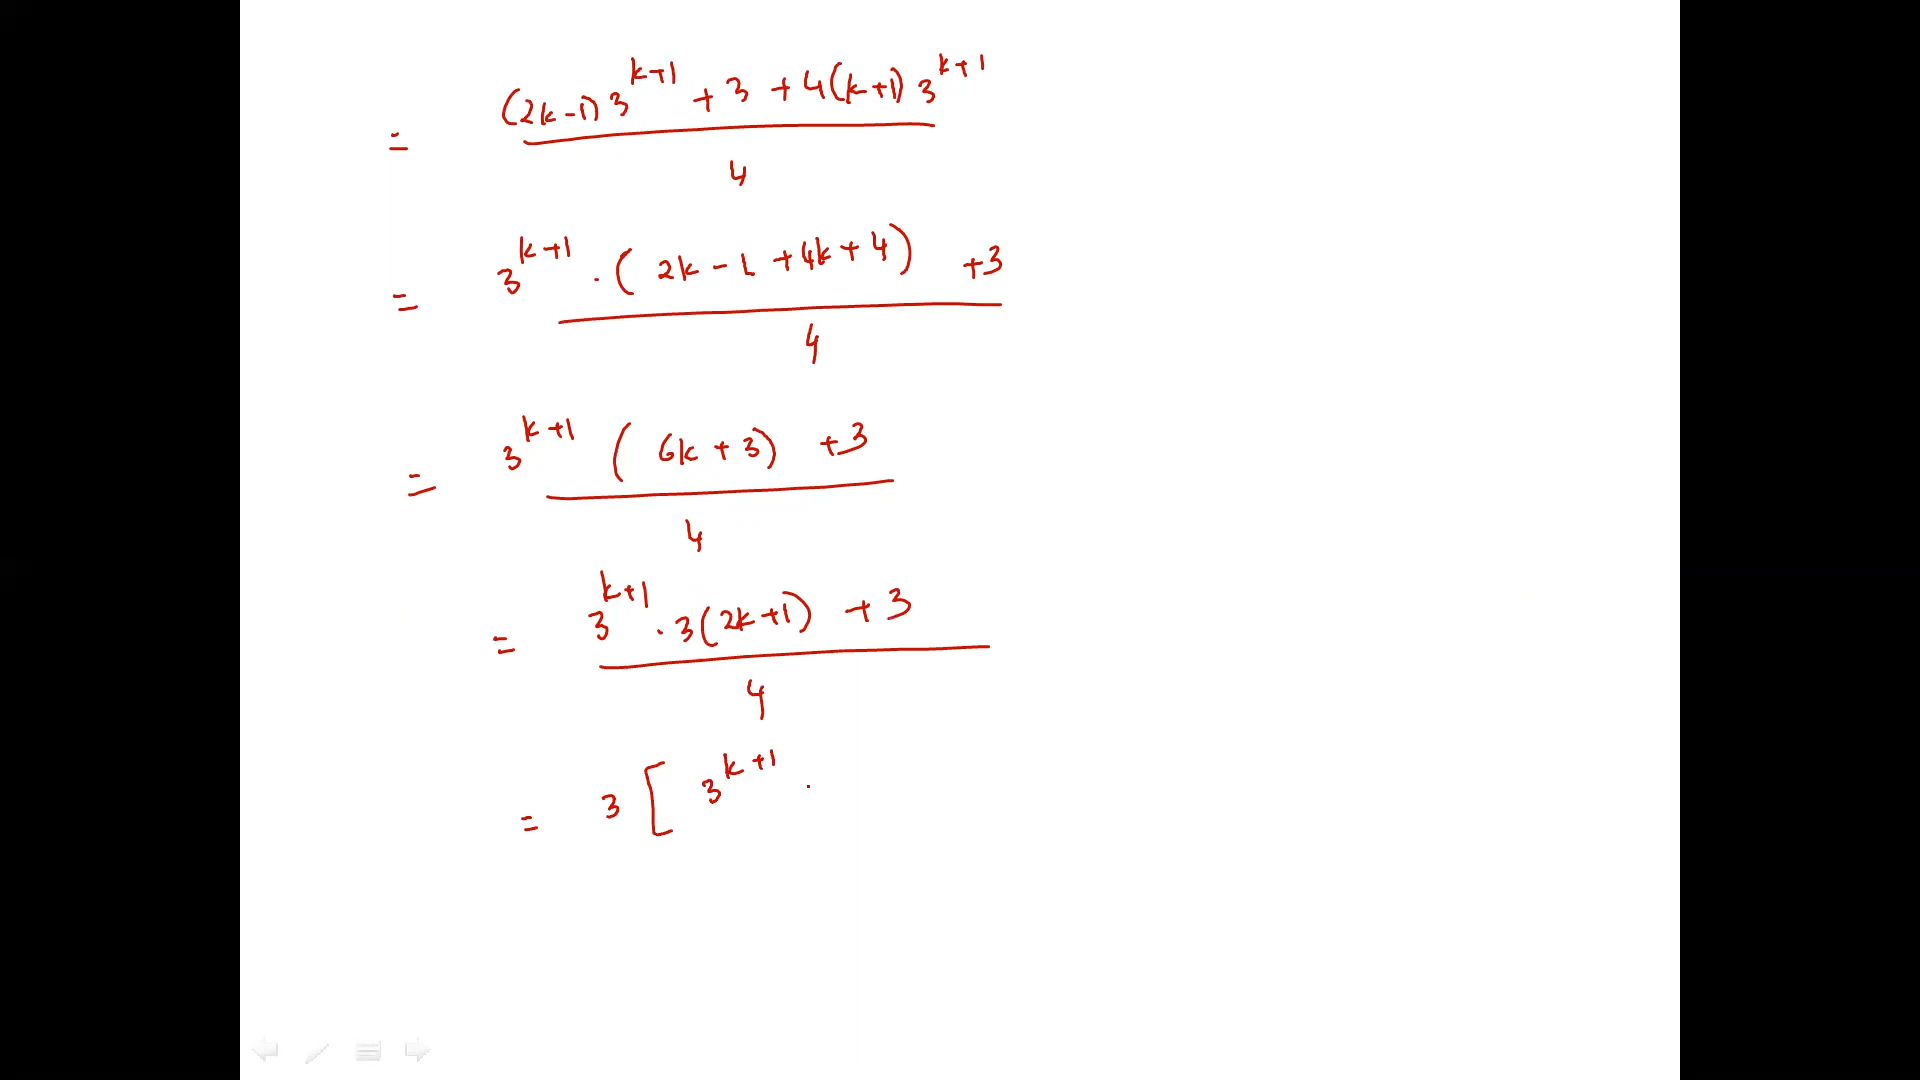 = (2k-1) 3^{k+1} + 3 + 4(k+1) 3^{k+1}
4
= 3^{k+1} . (2k - 1 + 4k + 4) + 3
4
= 3^{k+1} (6k + 3) + 3
4
= 3^{k+1} . 3(2k+1) + 3
4
= 3 [ 3^{k+1} .